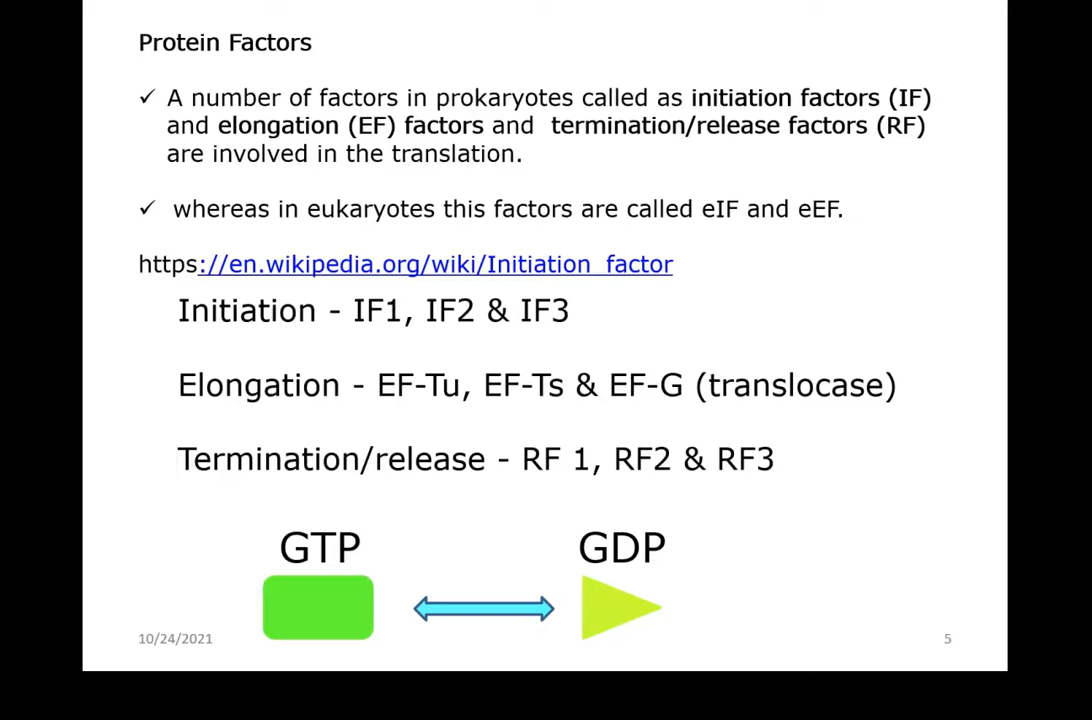 Protein Factors
✓ A number of factors in prokaryotes called as initiation factors (IF)
and elongation (EF) factors and termination/release factors (RF)
are involved in the translation.
✓ whereas in eukaryotes this factors are called eIF and eEF.
https://en.wikipedia.org/wiki/Initiation_factor
Initiation - IF1, IF2 & IF3
Elongation - EF-Tu, EF-Ts & EF-G (translocase)
Termination/release - RF 1, RF2 & RF3
GTP GDP
10/24/2021 5